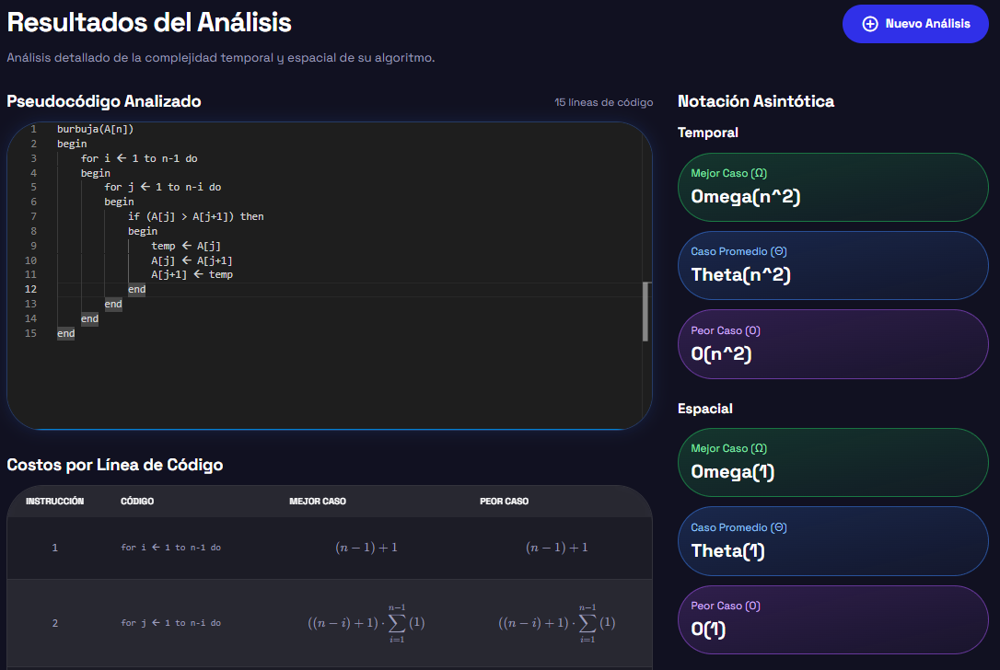 Resultados del Análisis
Nuevo Análisis
Análisis detallado de la complejidad temporal y espacial de su algoritmo.
Pseudocódigo Analizado
15 líneas de código
1 burbuja(A[n])
2 begin
3 for i ← 1 to n-1 do
4 begin
5 for j ← 1 to n-i do
6 begin
7 if (A[j] > A[j+1]) then
8 begin
9 temp ← A[j]
10 A[j] ← A[j+1]
11 A[j+1] ← temp
12 end
13 end
14 end
15 end
Costos por Línea de Código
INSTRUCCIÓN CÓDIGO MEJOR CASO PEOR CASO
1 for i ← 1 to n-1 do (n − 1) + 1 (n − 1) + 1
2 for j ← 1 to n-i do ((n − i) + 1) · ∑_{i=1}^{n−1} (1) ((n − i) + 1) · ∑_{i=1}^{n−1} (1)
Notación Asintótica
Temporal
Mejor Caso (Ω)
Omega(n^2)
Caso Promedio (Θ)
Theta(n^2)
Peor Caso (O)
O(n^2)
Espacial
Mejor Caso (Ω)
Omega(1)
Caso Promedio (Θ)
Theta(1)
Peor Caso (O)
O(1)